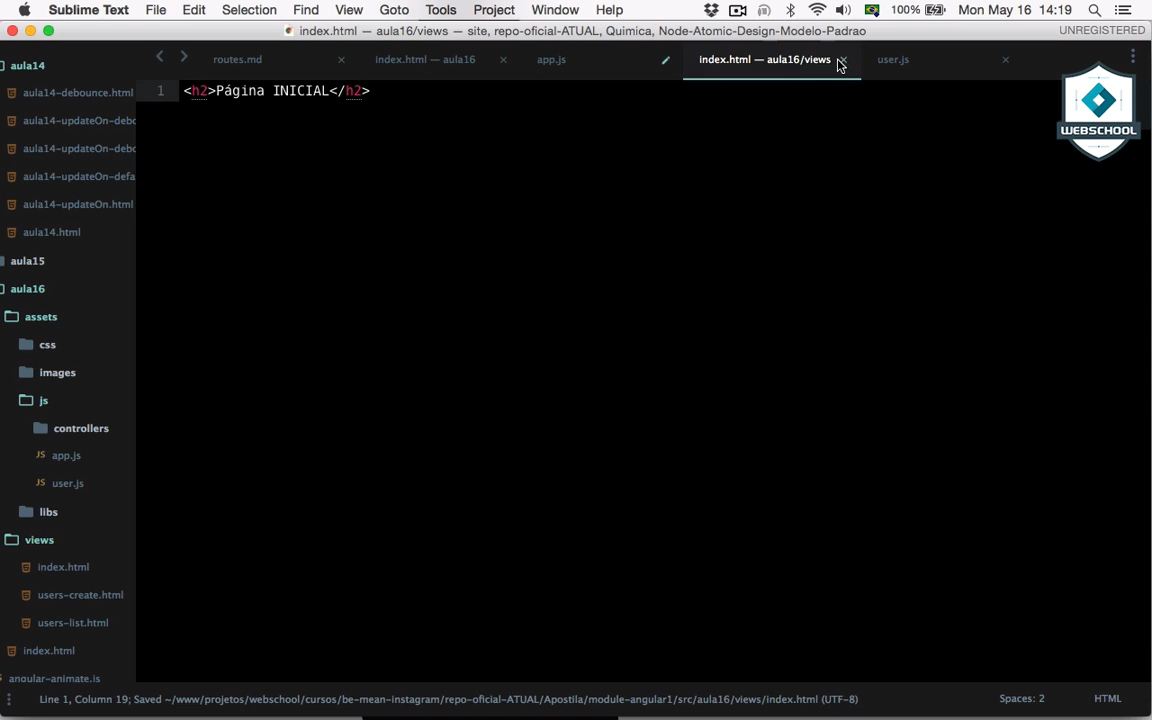 Sublime Text File Edit Selection Find View Goto Tools Project Window Help 100% Mon May 16 14:19
index.html — aula16/views — site, repo-oficial-ATUAL, Quimica, Node-Atomic-Design-Modelo-Padrao UNREGISTERED
routes.md index.html — aula16 app.js index.html — aula16/views user.js
aula14
aula14-debounce.html
aula14-updateOn-debo
aula14-updateOn-debo
aula14-updateOn-defa
aula14-updateOn.html
aula14.html
aula15
aula16
assets
css
images
js
controllers
JS app.js
JS user.js
libs
views
index.html
users-create.html
users-list.html
index.html
angular-animate.js
1 <h2>Página INICIAL</h2>
WEBSCHOOL
Line 1, Column 19; Saved ~/www/projetos/webschool/cursos/be-mean-instagram/repo-oficial-ATUAL/Apostila/module-angular1/src/aula16/views/index.html (UTF-8) Spaces: 2 HTML